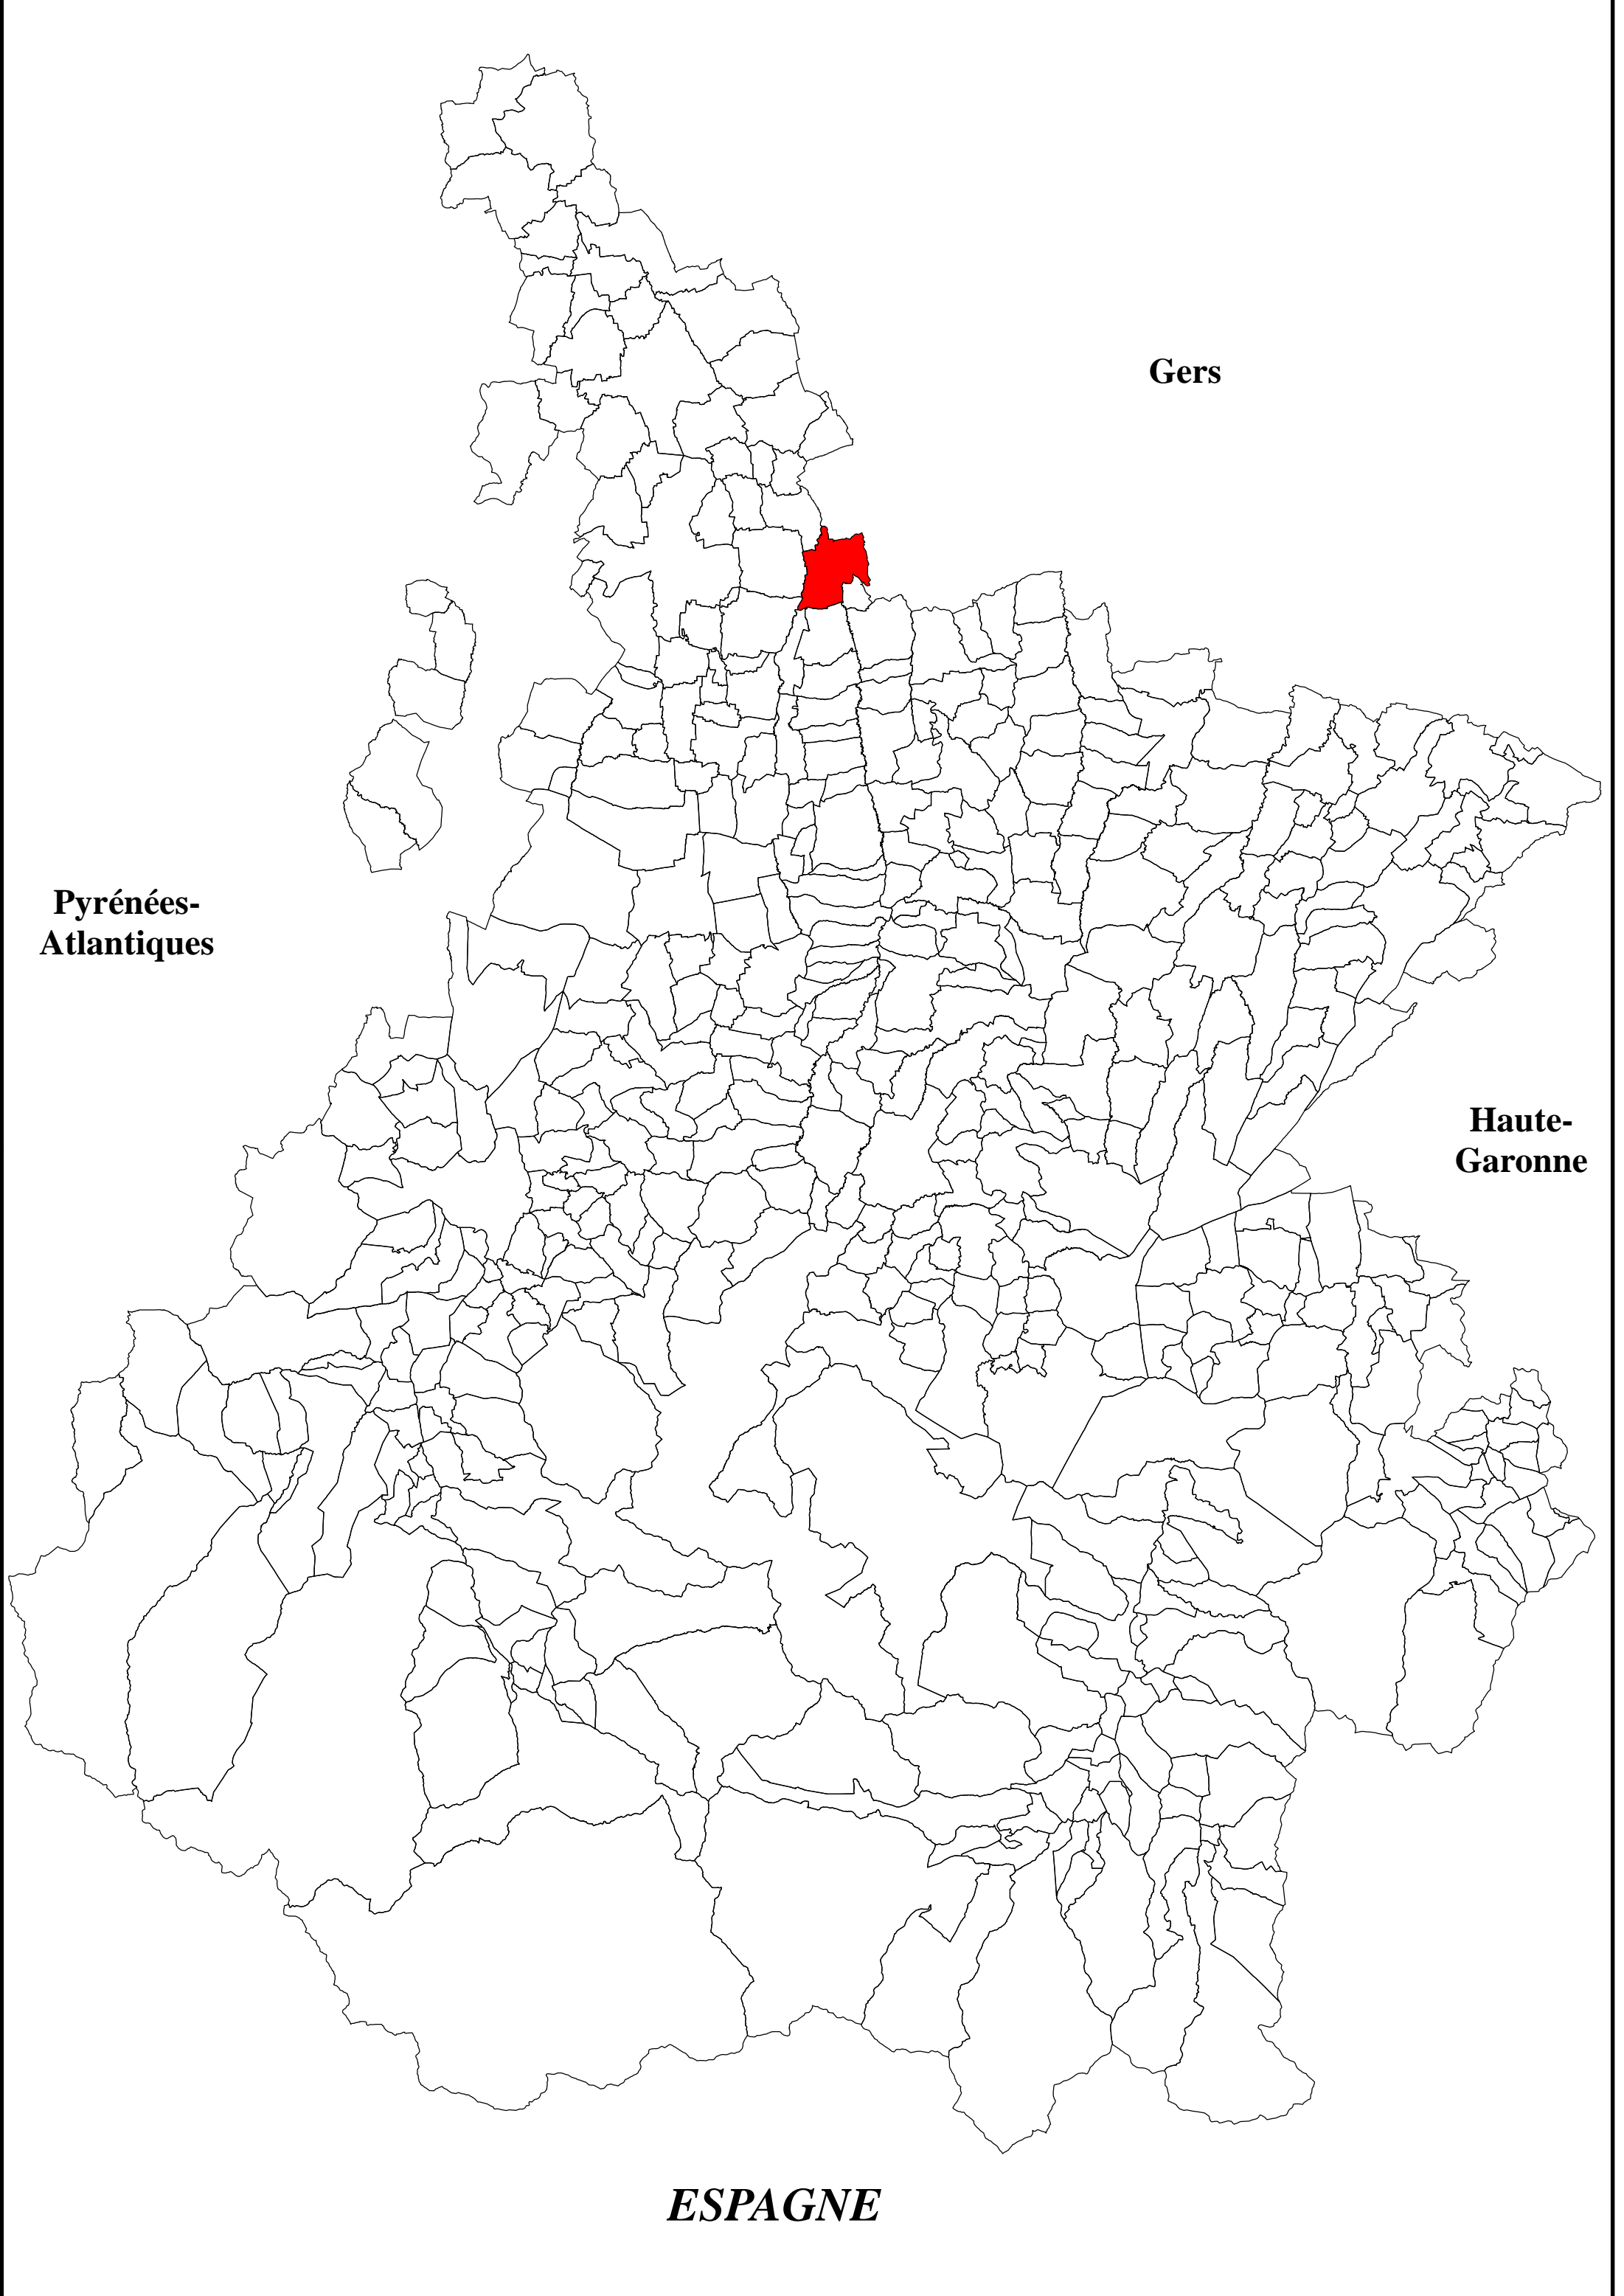 Gers
Pyrénées-
Atlantiques
Haute-
Garonne
ESPAGNE